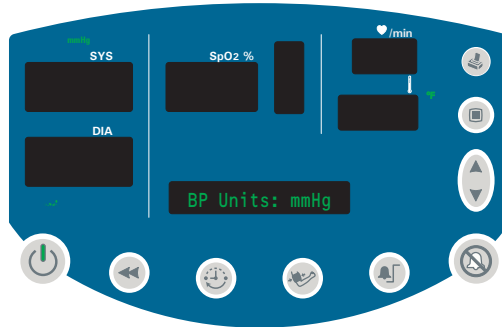 mmHg
SYS
SpO2 %
/min
°F
DIA
BP Units: mmHg